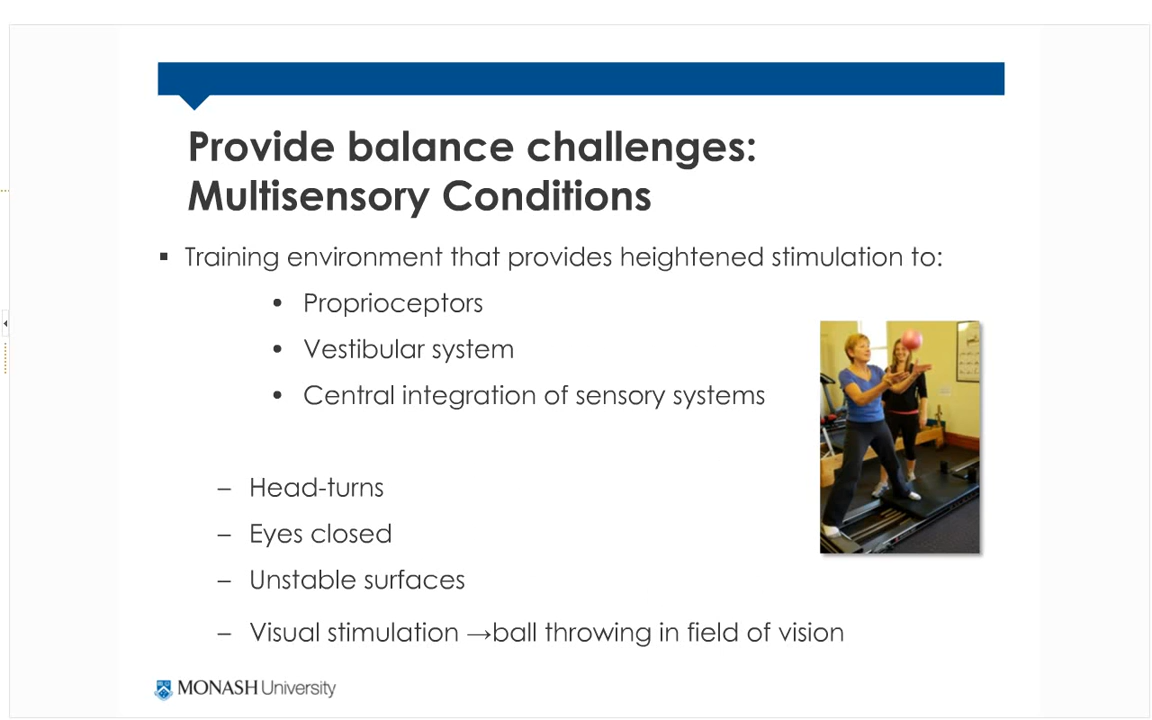 Provide balance challenges:
Multisensory Conditions
▪ Training environment that provides heightened stimulation to:
• Proprioceptors
• Vestibular system
• Central integration of sensory systems
– Head-turns
– Eyes closed
– Unstable surfaces
– Visual stimulation →ball throwing in field of vision
MONASH University